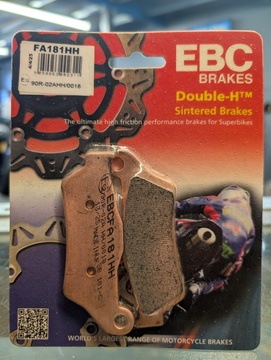 FA181HH
90R-02AHH/0018
EBC
BRAKES
Double-H™
Sintered Brakes
The ultimate high friction performance brakes for Superbikes
EBC FA181HH
WORLD'S LARGEST RANGE OF MOTORCYCLE BRAKES